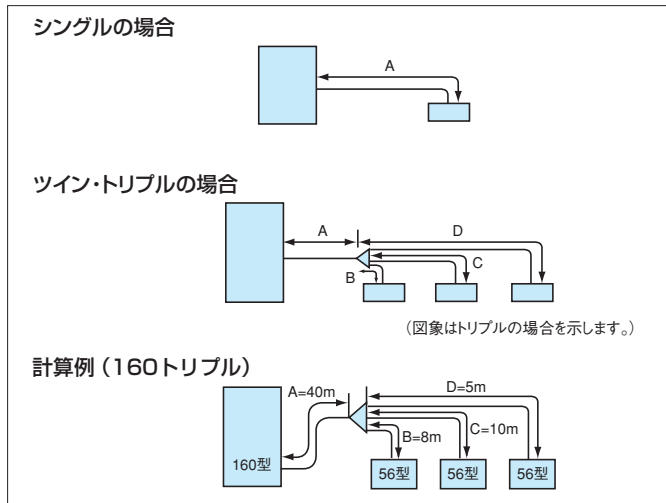 シングルの場合
A
ツイン・トリプルの場合
A
D
B
C
（図象はトリプルの場合を示します。）
計算例（160トリプル）
A=40m
D=5m
B=8m
C=10m
160型
56型
56型
56型